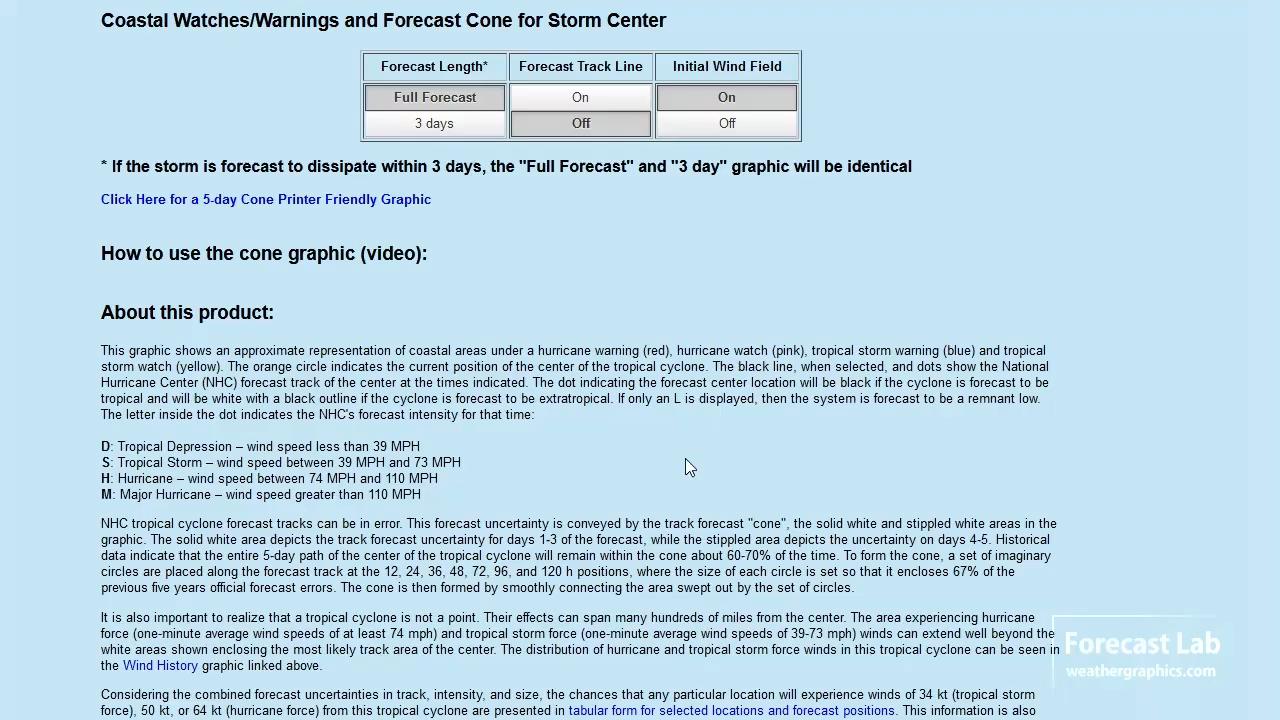 Coastal Watches/Warnings and Forecast Cone for Storm Center
Forecast Length* Forecast Track Line Initial Wind Field
Full Forecast On On
3 days Off Off
* If the storm is forecast to dissipate within 3 days, the "Full Forecast" and "3 day" graphic will be identical
Click Here for a 5-day Cone Printer Friendly Graphic
How to use the cone graphic (video):
About this product:
This graphic shows an approximate representation of coastal areas under a hurricane warning (red), hurricane watch (pink), tropical storm warning (blue) and tropical
storm watch (yellow). The orange circle indicates the current position of the center of the tropical cyclone. The black line, when selected, and dots show the National
Hurricane Center (NHC) forecast track of the center at the times indicated. The dot indicating the forecast center location will be black if the cyclone is forecast to be
tropical and will be white with a black outline if the cyclone is forecast to be extratropical. If only an L is displayed, then the system is forecast to be a remnant low.
The letter inside the dot indicates the NHC's forecast intensity for that time:
D: Tropical Depression – wind speed less than 39 MPH
S: Tropical Storm – wind speed between 39 MPH and 73 MPH
H: Hurricane – wind speed between 74 MPH and 110 MPH
M: Major Hurricane – wind speed greater than 110 MPH
NHC tropical cyclone forecast tracks can be in error. This forecast uncertainty is conveyed by the track forecast "cone", the solid white and stippled white areas in the
graphic. The solid white area depicts the track forecast uncertainty for days 1-3 of the forecast, while the stippled area depicts the uncertainty on days 4-5. Historical
data indicate that the entire 5-day path of the center of the tropical cyclone will remain within the cone about 60-70% of the time. To form the cone, a set of imaginary
circles are placed along the forecast track at the 12, 24, 36, 48, 72, 96, and 120 h positions, where the size of each circle is set so that it encloses 67% of the
previous five years official forecast errors. The cone is then formed by smoothly connecting the area swept out by the set of circles.
It is also important to realize that a tropical cyclone is not a point. Their effects can span many hundreds of miles from the center. The area experiencing hurricane
force (one-minute average wind speeds of at least 74 mph) and tropical storm force (one-minute average wind speeds of 39-73 mph) winds can extend well beyond the
white areas shown enclosing the most likely track area of the center. The distribution of hurricane and tropical storm force winds in this tropical cyclone can be seen in
the Wind History graphic linked above.
Forecast Lab
weathergraphics.com
Considering the combined forecast uncertainties in track, intensity, and size, the chances that any particular location will experience winds of 34 kt (tropical storm
force), 50 kt, or 64 kt (hurricane force) from this tropical cyclone are presented in tabular form for selected locations and forecast positions. This information is also